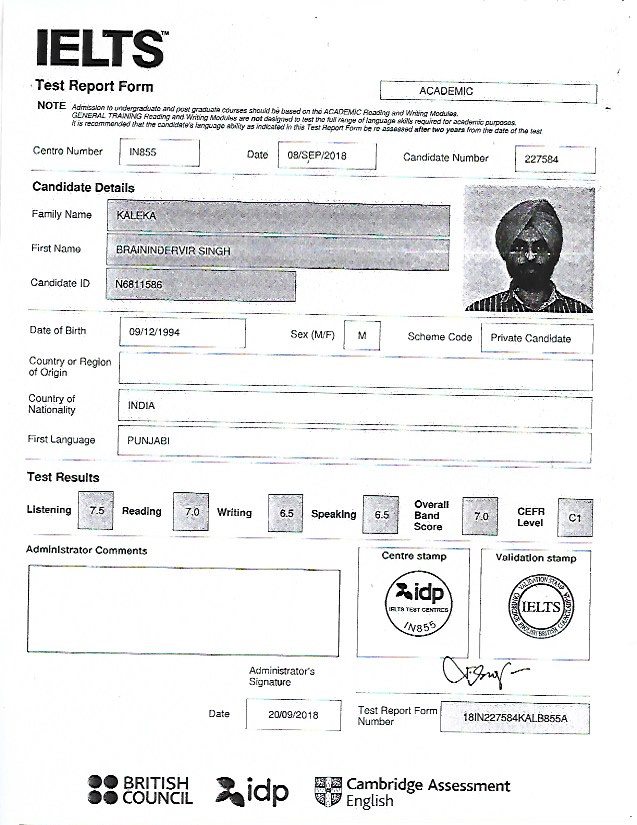 IELTS™
Test Report Form
ACADEMIC
NOTE Admission to undergraduate and post graduate courses should be based on the ACADEMIC Reading and Writing Modules.
GENERAL TRAINING Reading and Writing Modules are not designed to test the full range of language skills required for academic purposes.
It is recommended that the candidate's language ability as indicated in this Test Report Form be re assessed after two years from the date of the test
Centre Number IN855 Date 08/SEP/2018 Candidate Number 227584
Candidate Details
Family Name KALEKA
First Name BRAININDERVIR SINGH
Candidate ID N6811586
Date of Birth 09/12/1994 Sex (M/F) M Scheme Code Private Candidate
Country or Region
of Origin
Country of
Nationality INDIA
First Language PUNJABI
Test Results
Listening 7.5 Reading 7.0 Writing 6.5 Speaking 6.5 Overall Band Score 7.0 CEFR Level C1
Administrator Comments
Centre stamp
idp
IELTS TEST CENTRES
IN855
Validation stamp
VALIDATION STAMP
IELTS
Administrator's
Signature
Date 20/09/2018
Test Report Form
Number 18IN227584KALB855A
BRITISH
COUNCIL
idp
Cambridge Assessment
English